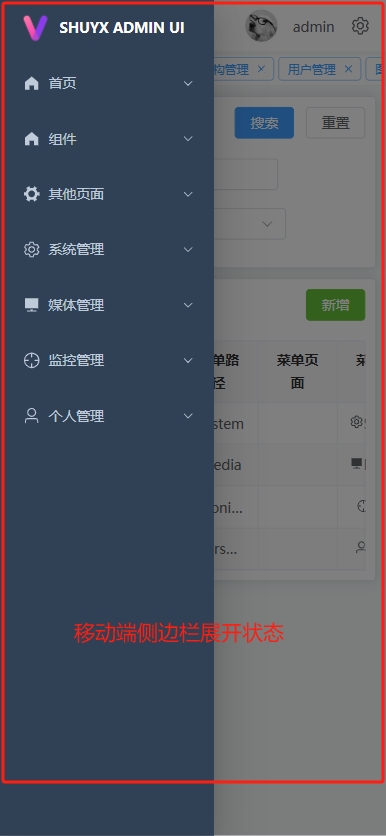 SHUYX ADMIN UI
admin
构管理 ×
用户管理 ×
首页
搜索
重置
组件
其他页面
系统管理
新增
媒体管理
单路径
菜单页面
菜
监控管理
stem
个人管理
edia
oni...
rs...
移动端侧边栏展开状态